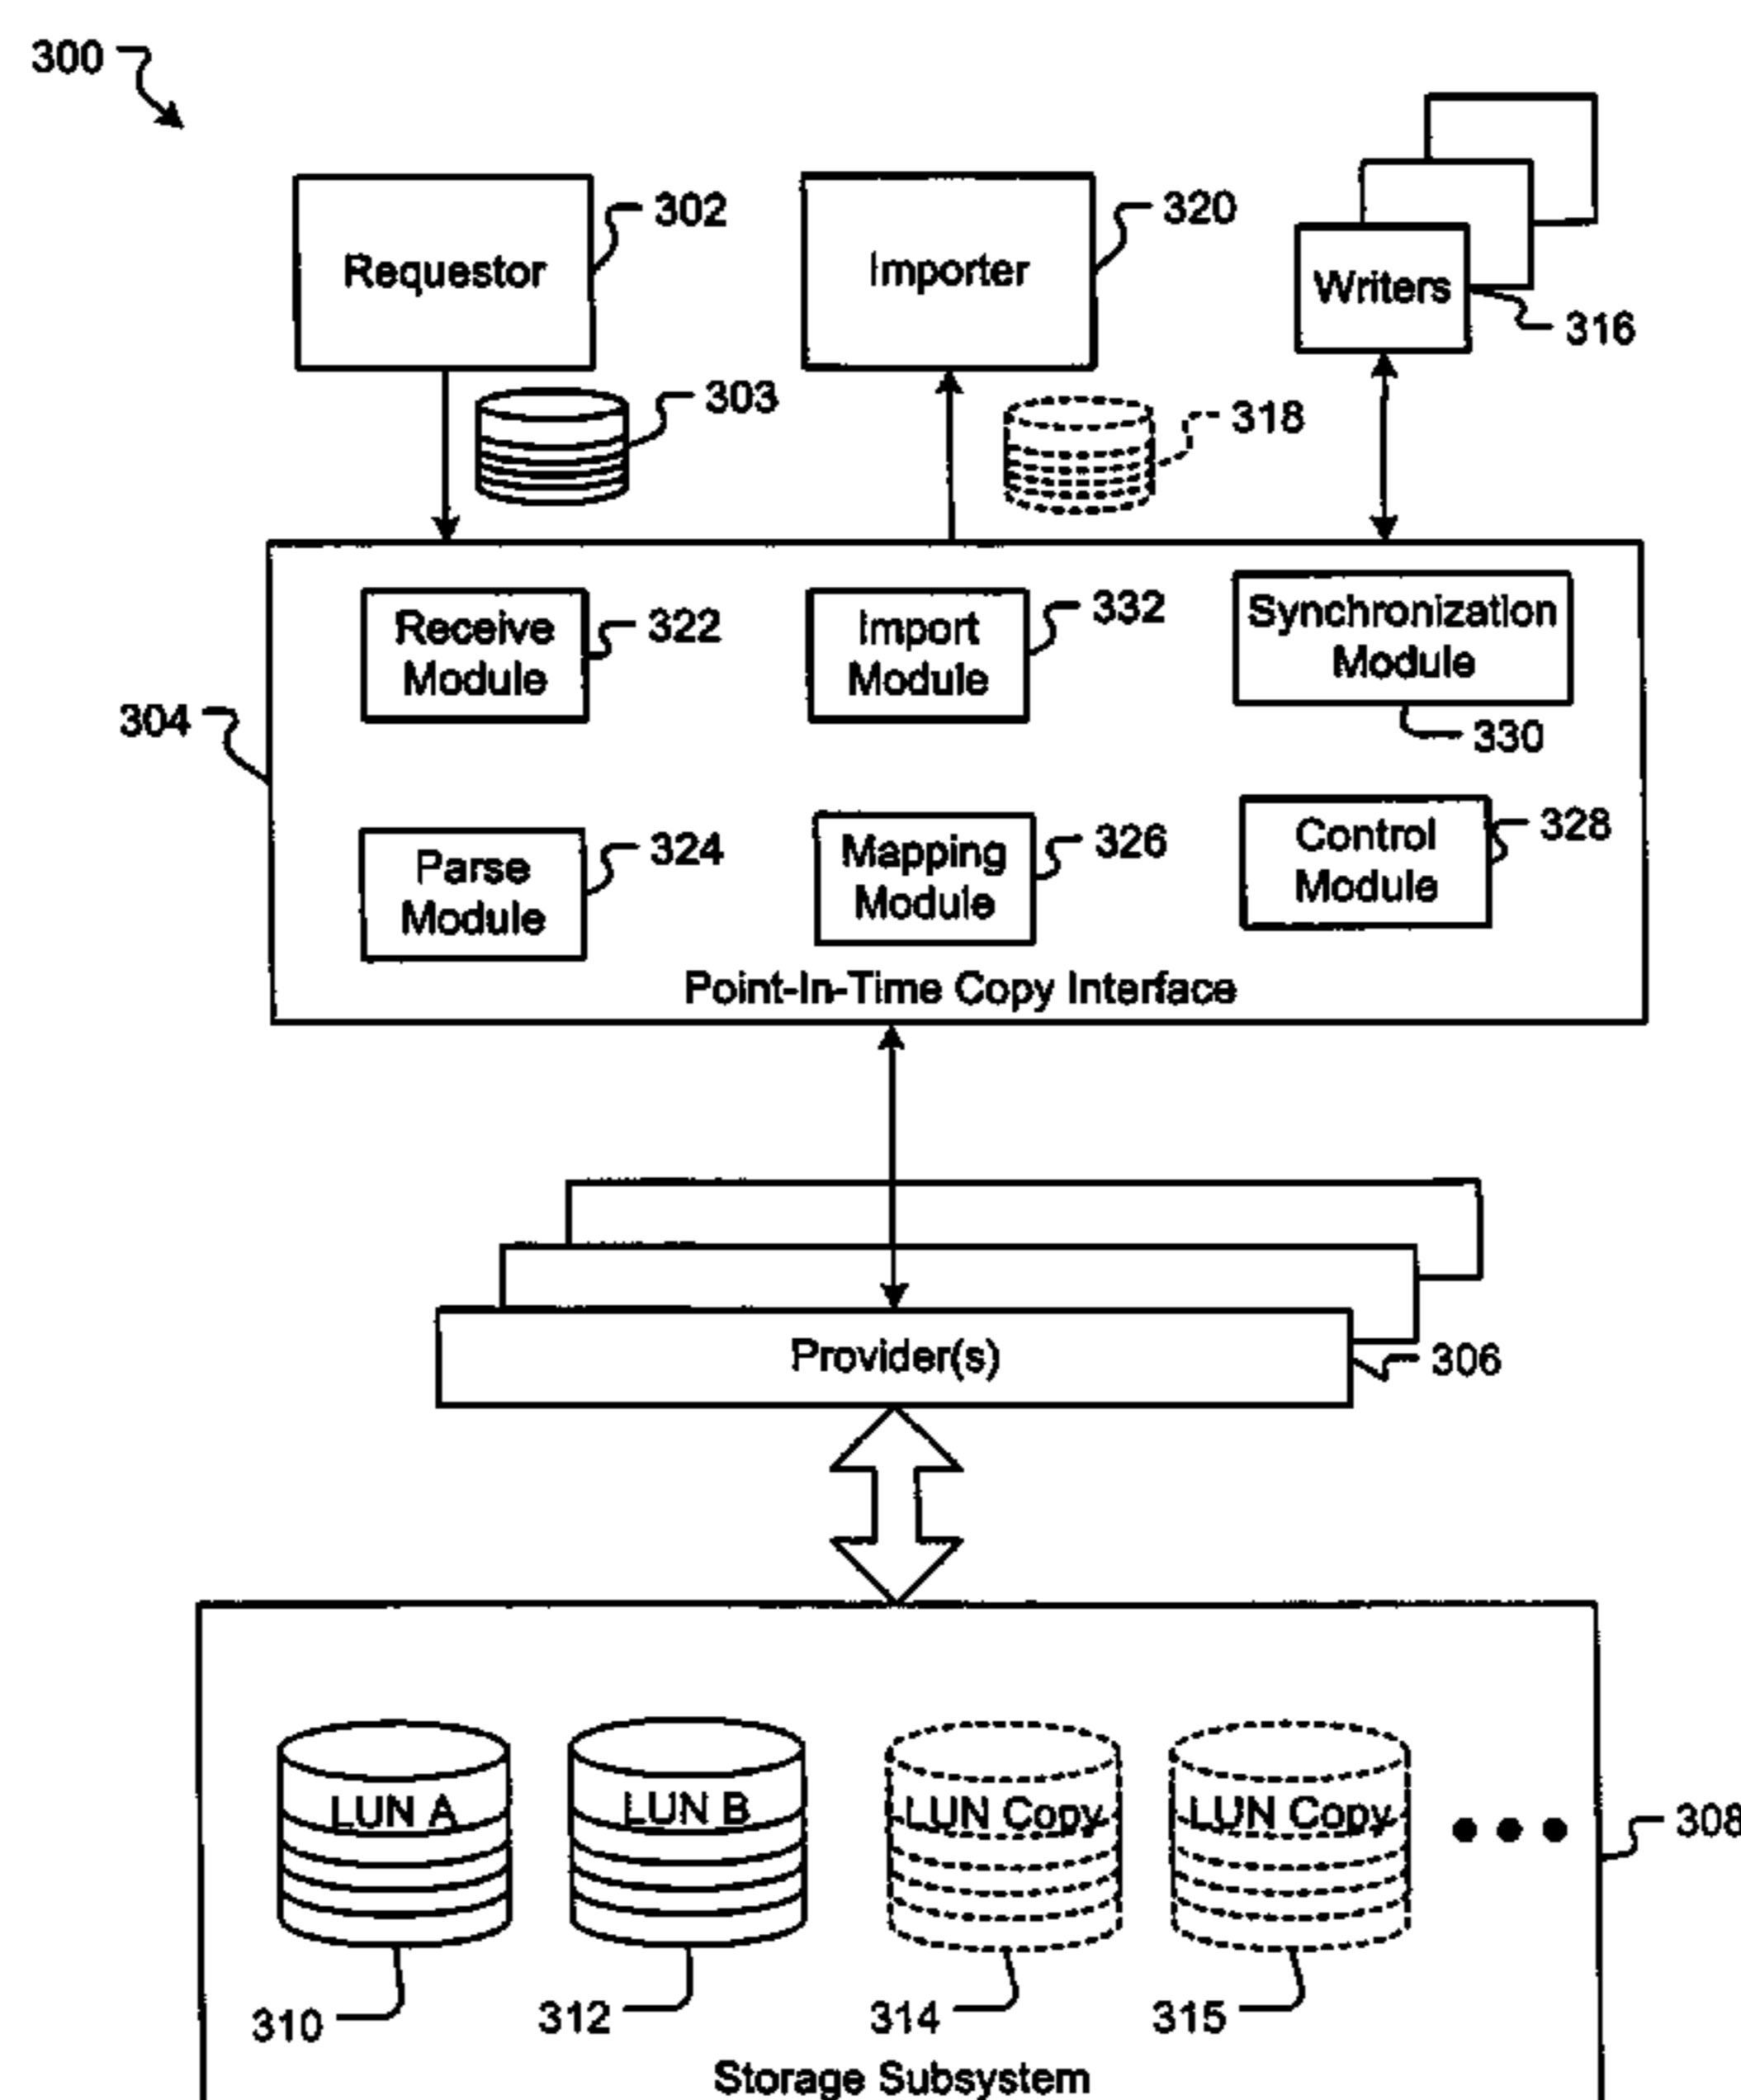 300
302
Requestor
320
Importer
Writers
316
303
318
Receive
Module
322
Import
Module
332
Synchronization
Module
330
304
Parse
Module
324
Mapping
Module
326
Control
Module
328
Point-In-Time Copy Interface
Provider(s)
306
LUN A
LUN B
LUN Copy
LUN Copy
308
310
312
314
315
Storage Subsystem